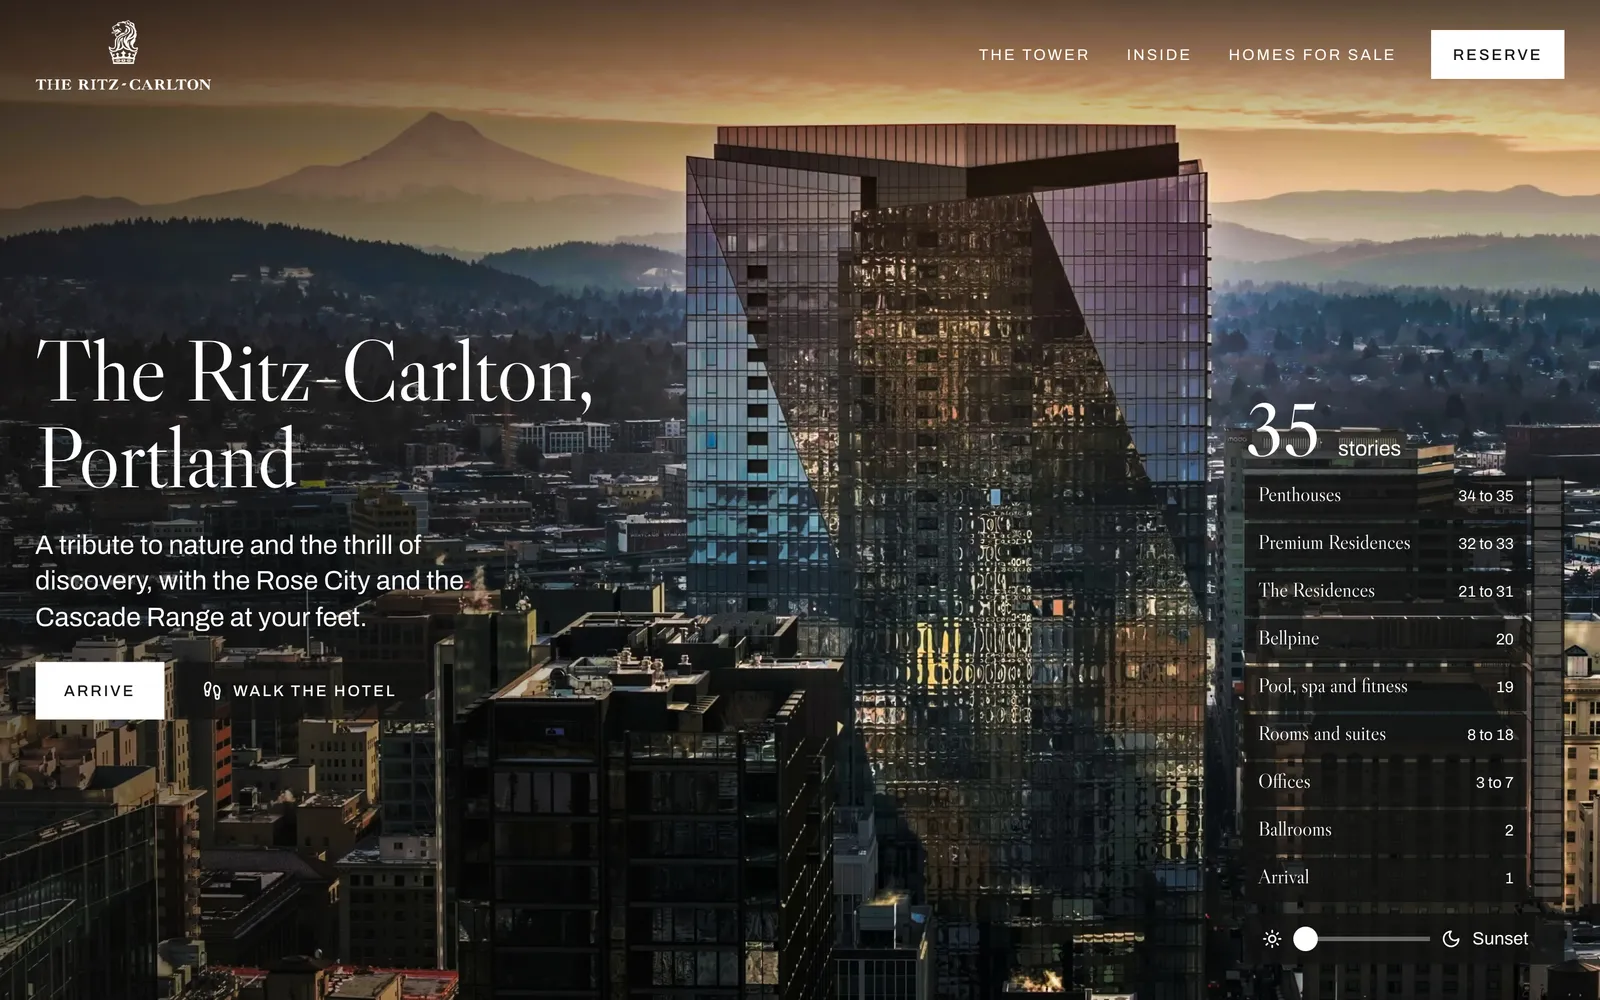 THE RITZ-CARLTON
THE TOWER
INSIDE
HOMES FOR SALE
RESERVE
The Ritz-Carlton,
Portland
A tribute to nature and the thrill of
discovery, with the Rose City and the
Cascade Range at your feet.
ARRIVE
WALK THE HOTEL
35 stories
Penthouses 34 to 35
Premium Residences 32 to 33
The Residences 21 to 31
Bellpine 20
Pool, spa and fitness 19
Rooms and suites 8 to 18
Offices 3 to 7
Ballrooms 2
Arrival 1
Sunset